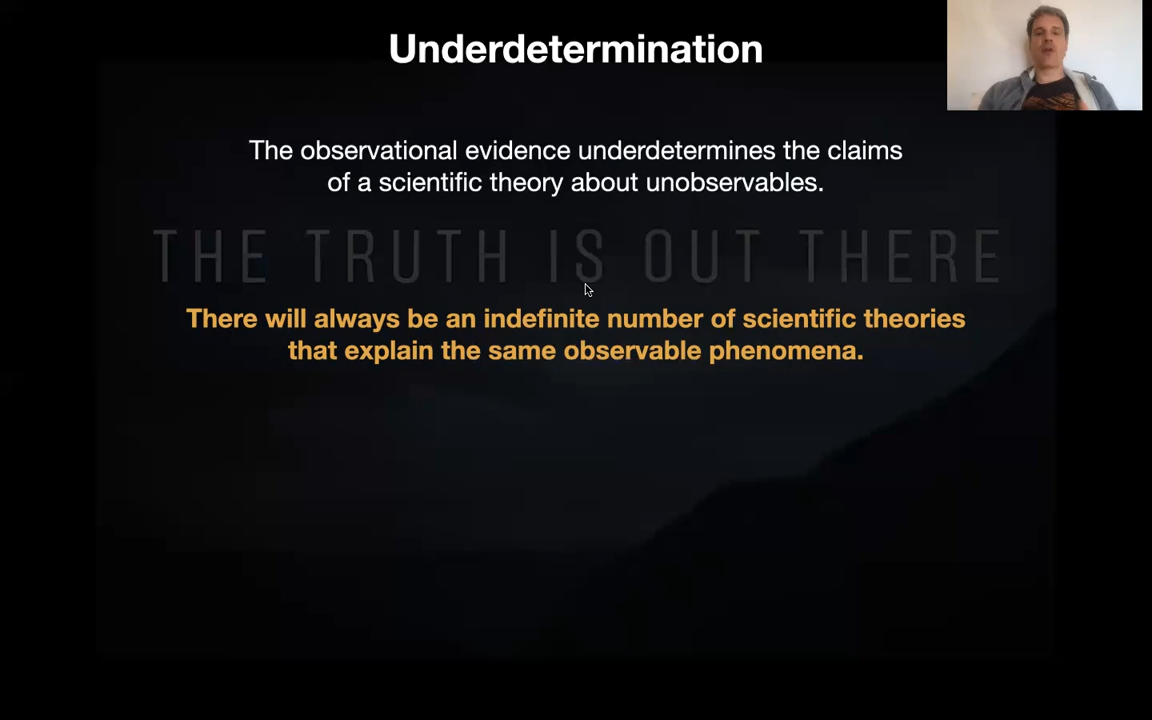 Underdetermination
The observational evidence underdetermines the claims
of a scientific theory about unobservables.
THE TRUTH IS OUT THERE
There will always be an indefinite number of scientific theories
that explain the same observable phenomena.